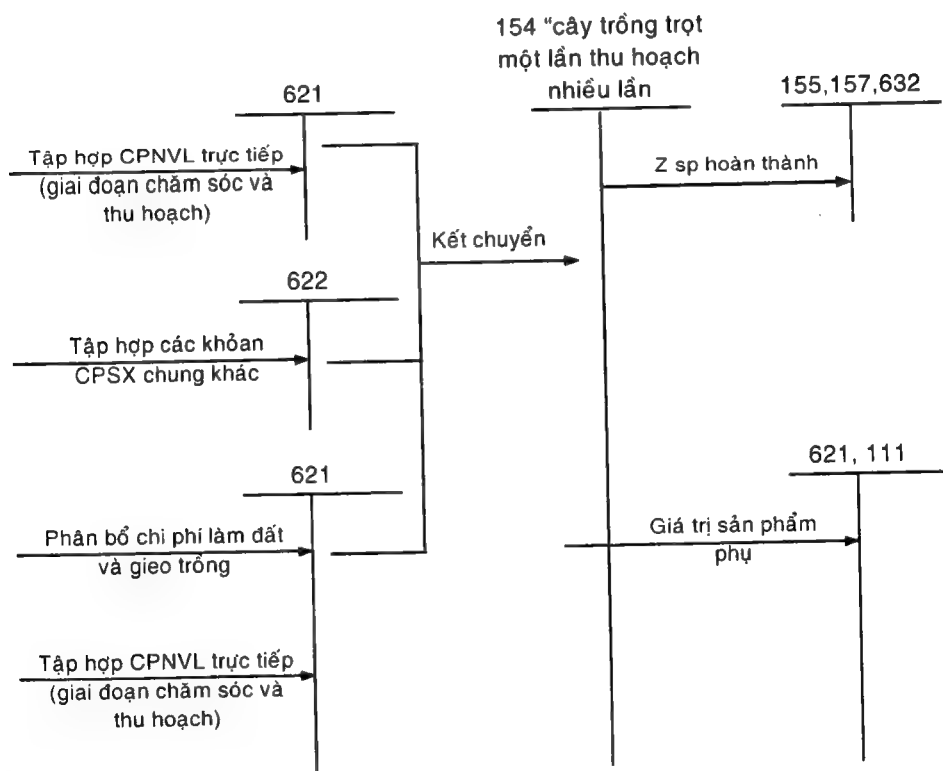 154 “cây trồng trọt
một lần thu hoạch
nhiều lần
155,157,632
621
Tập hợp CPNVL trực tiếp
(giai đoạn chăm sóc và
thu hoạch)
Z sp hoàn thành
Kết chuyển
622
Tập hợp các khỏan
CPSX chung khác
621, 111
621
Giá trị sản phẩm
phụ
Phân bổ chi phí làm đất
và gieo trồng
Tập hợp CPNVL trực tiếp
(giai đoạn chăm sóc và
thu hoạch)